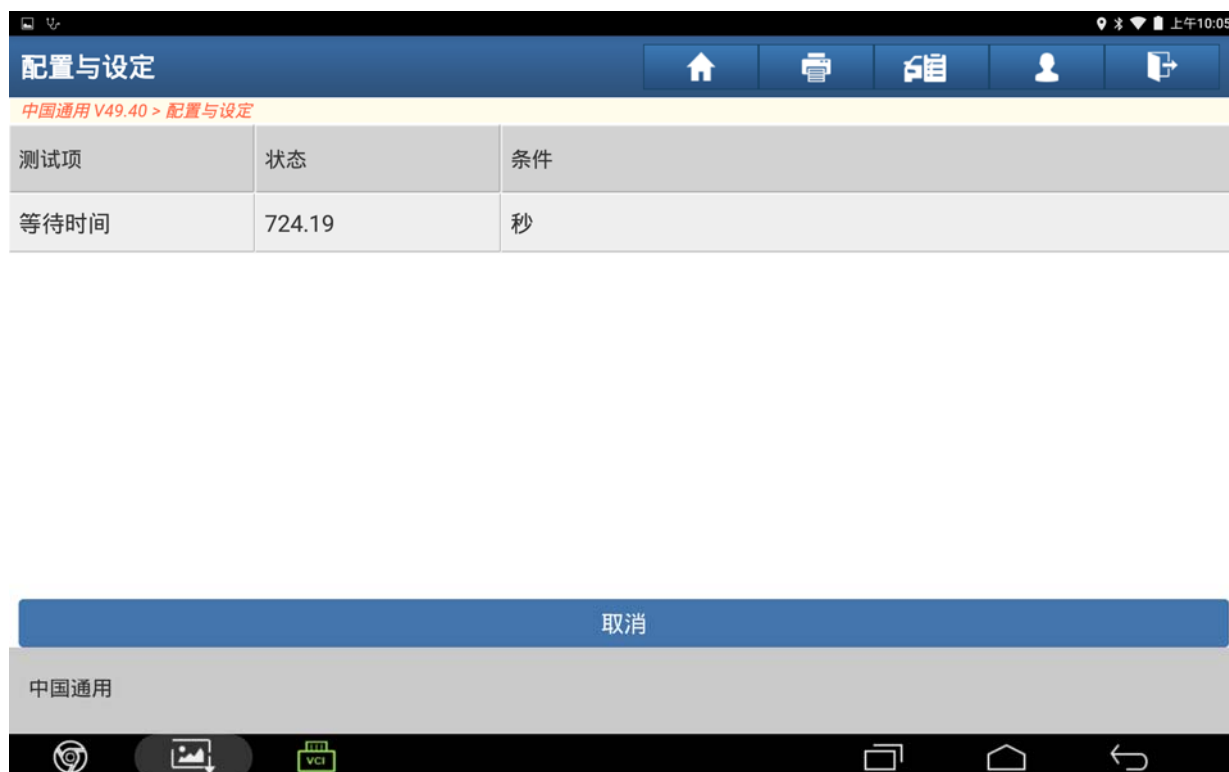 上午10:05
配置与设定
中国通用 V49.40 > 配置与设定
测试项 状态 条件
等待时间 724.19 秒
取消
中国通用
VCI